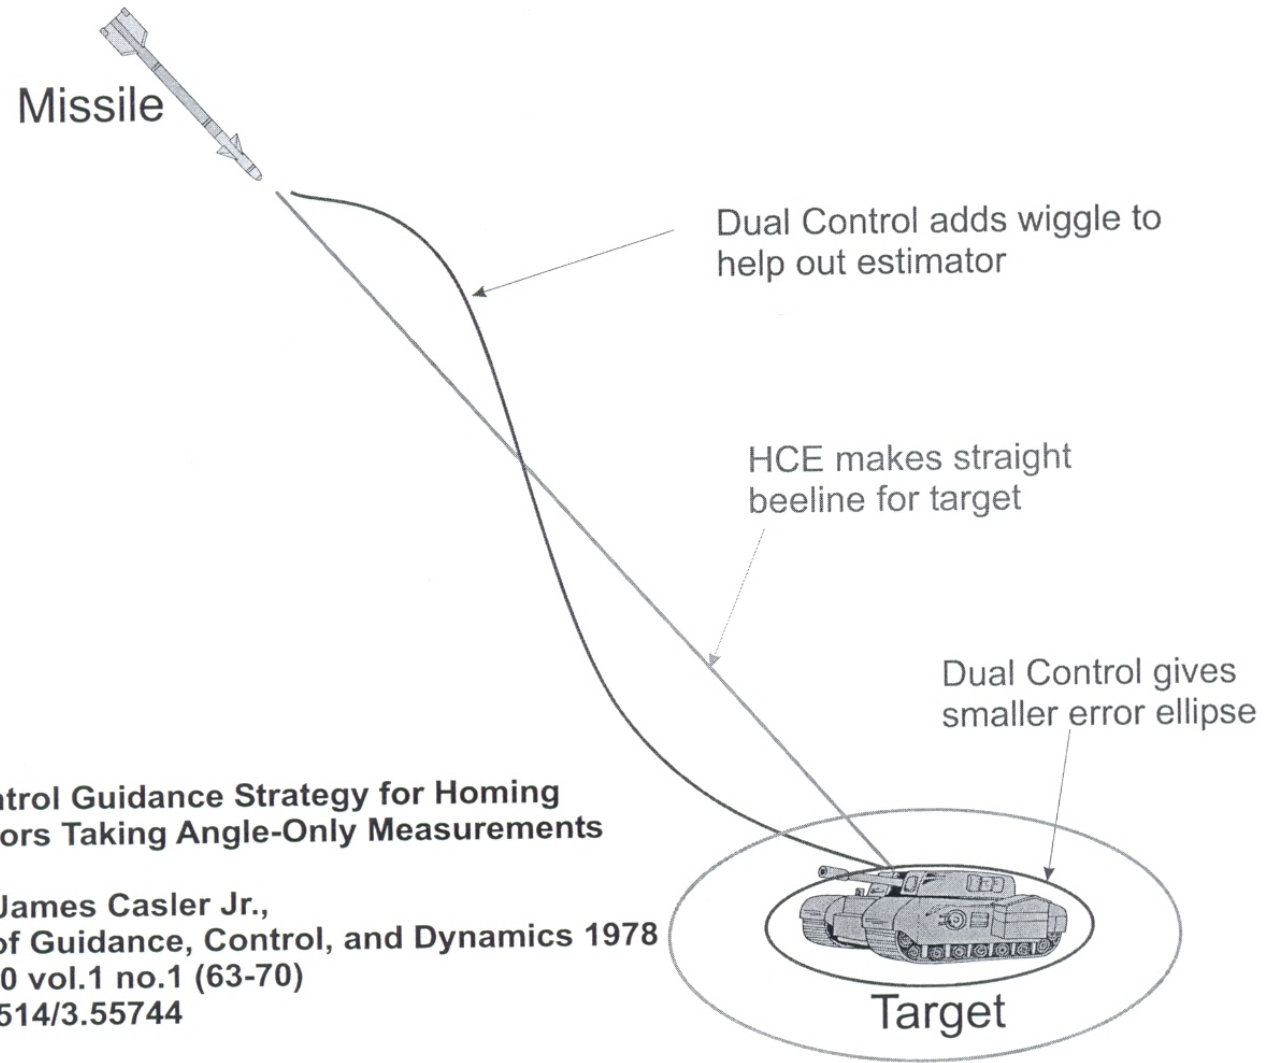 Missile
Dual Control adds wiggle to
help out estimator
HCE makes straight
beeline for target
Dual Control gives
smaller error ellipse
ntrol Guidance Strategy for Homing
ors Taking Angle-Only Measurements
James Casler Jr.,
of Guidance, Control, and Dynamics 1978
0 vol.1 no.1 (63-70)
514/3.55744
Target